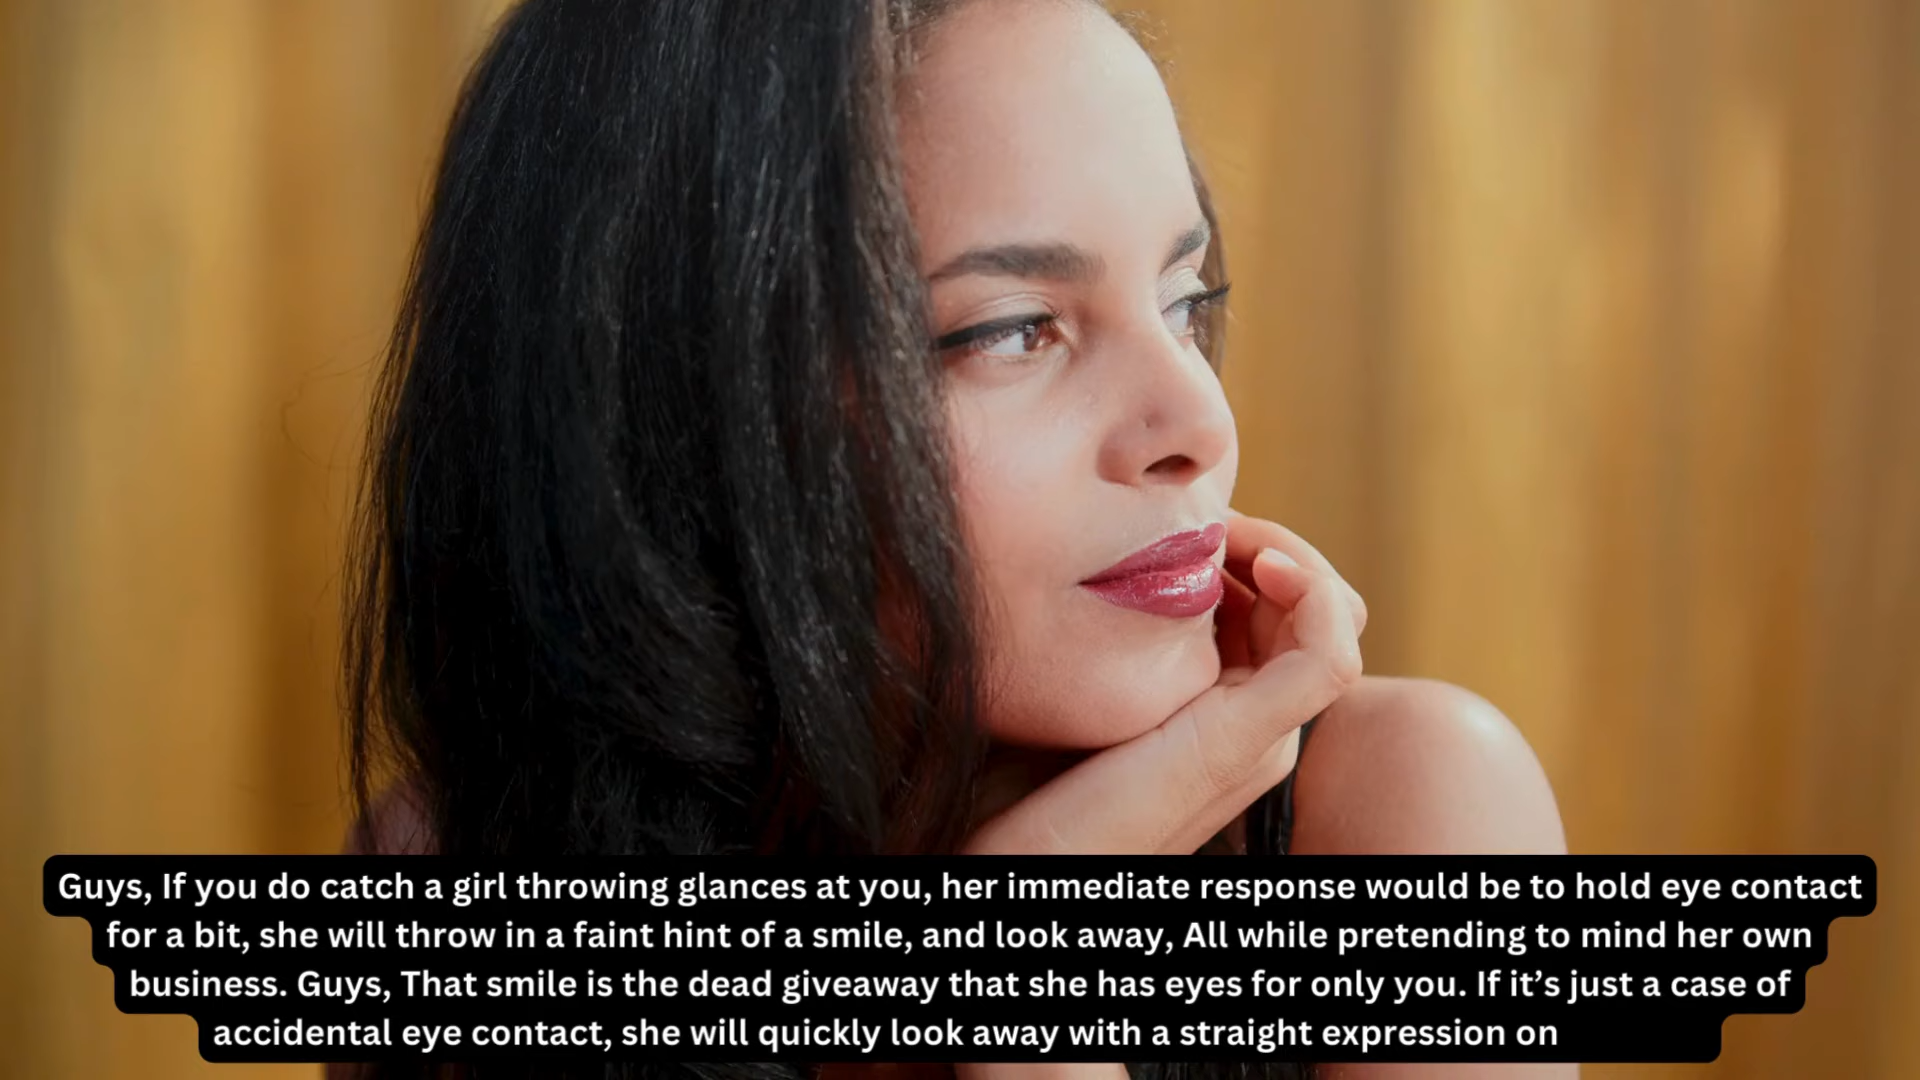 Guys, If you do catch a girl throwing glances at you, her immediate response would be to hold eye contact
for a bit, she will throw in a faint hint of a smile, and look away, All while pretending to mind her own
business. Guys, That smile is the dead giveaway that she has eyes for only you. If it’s just a case of
accidental eye contact, she will quickly look away with a straight expression on